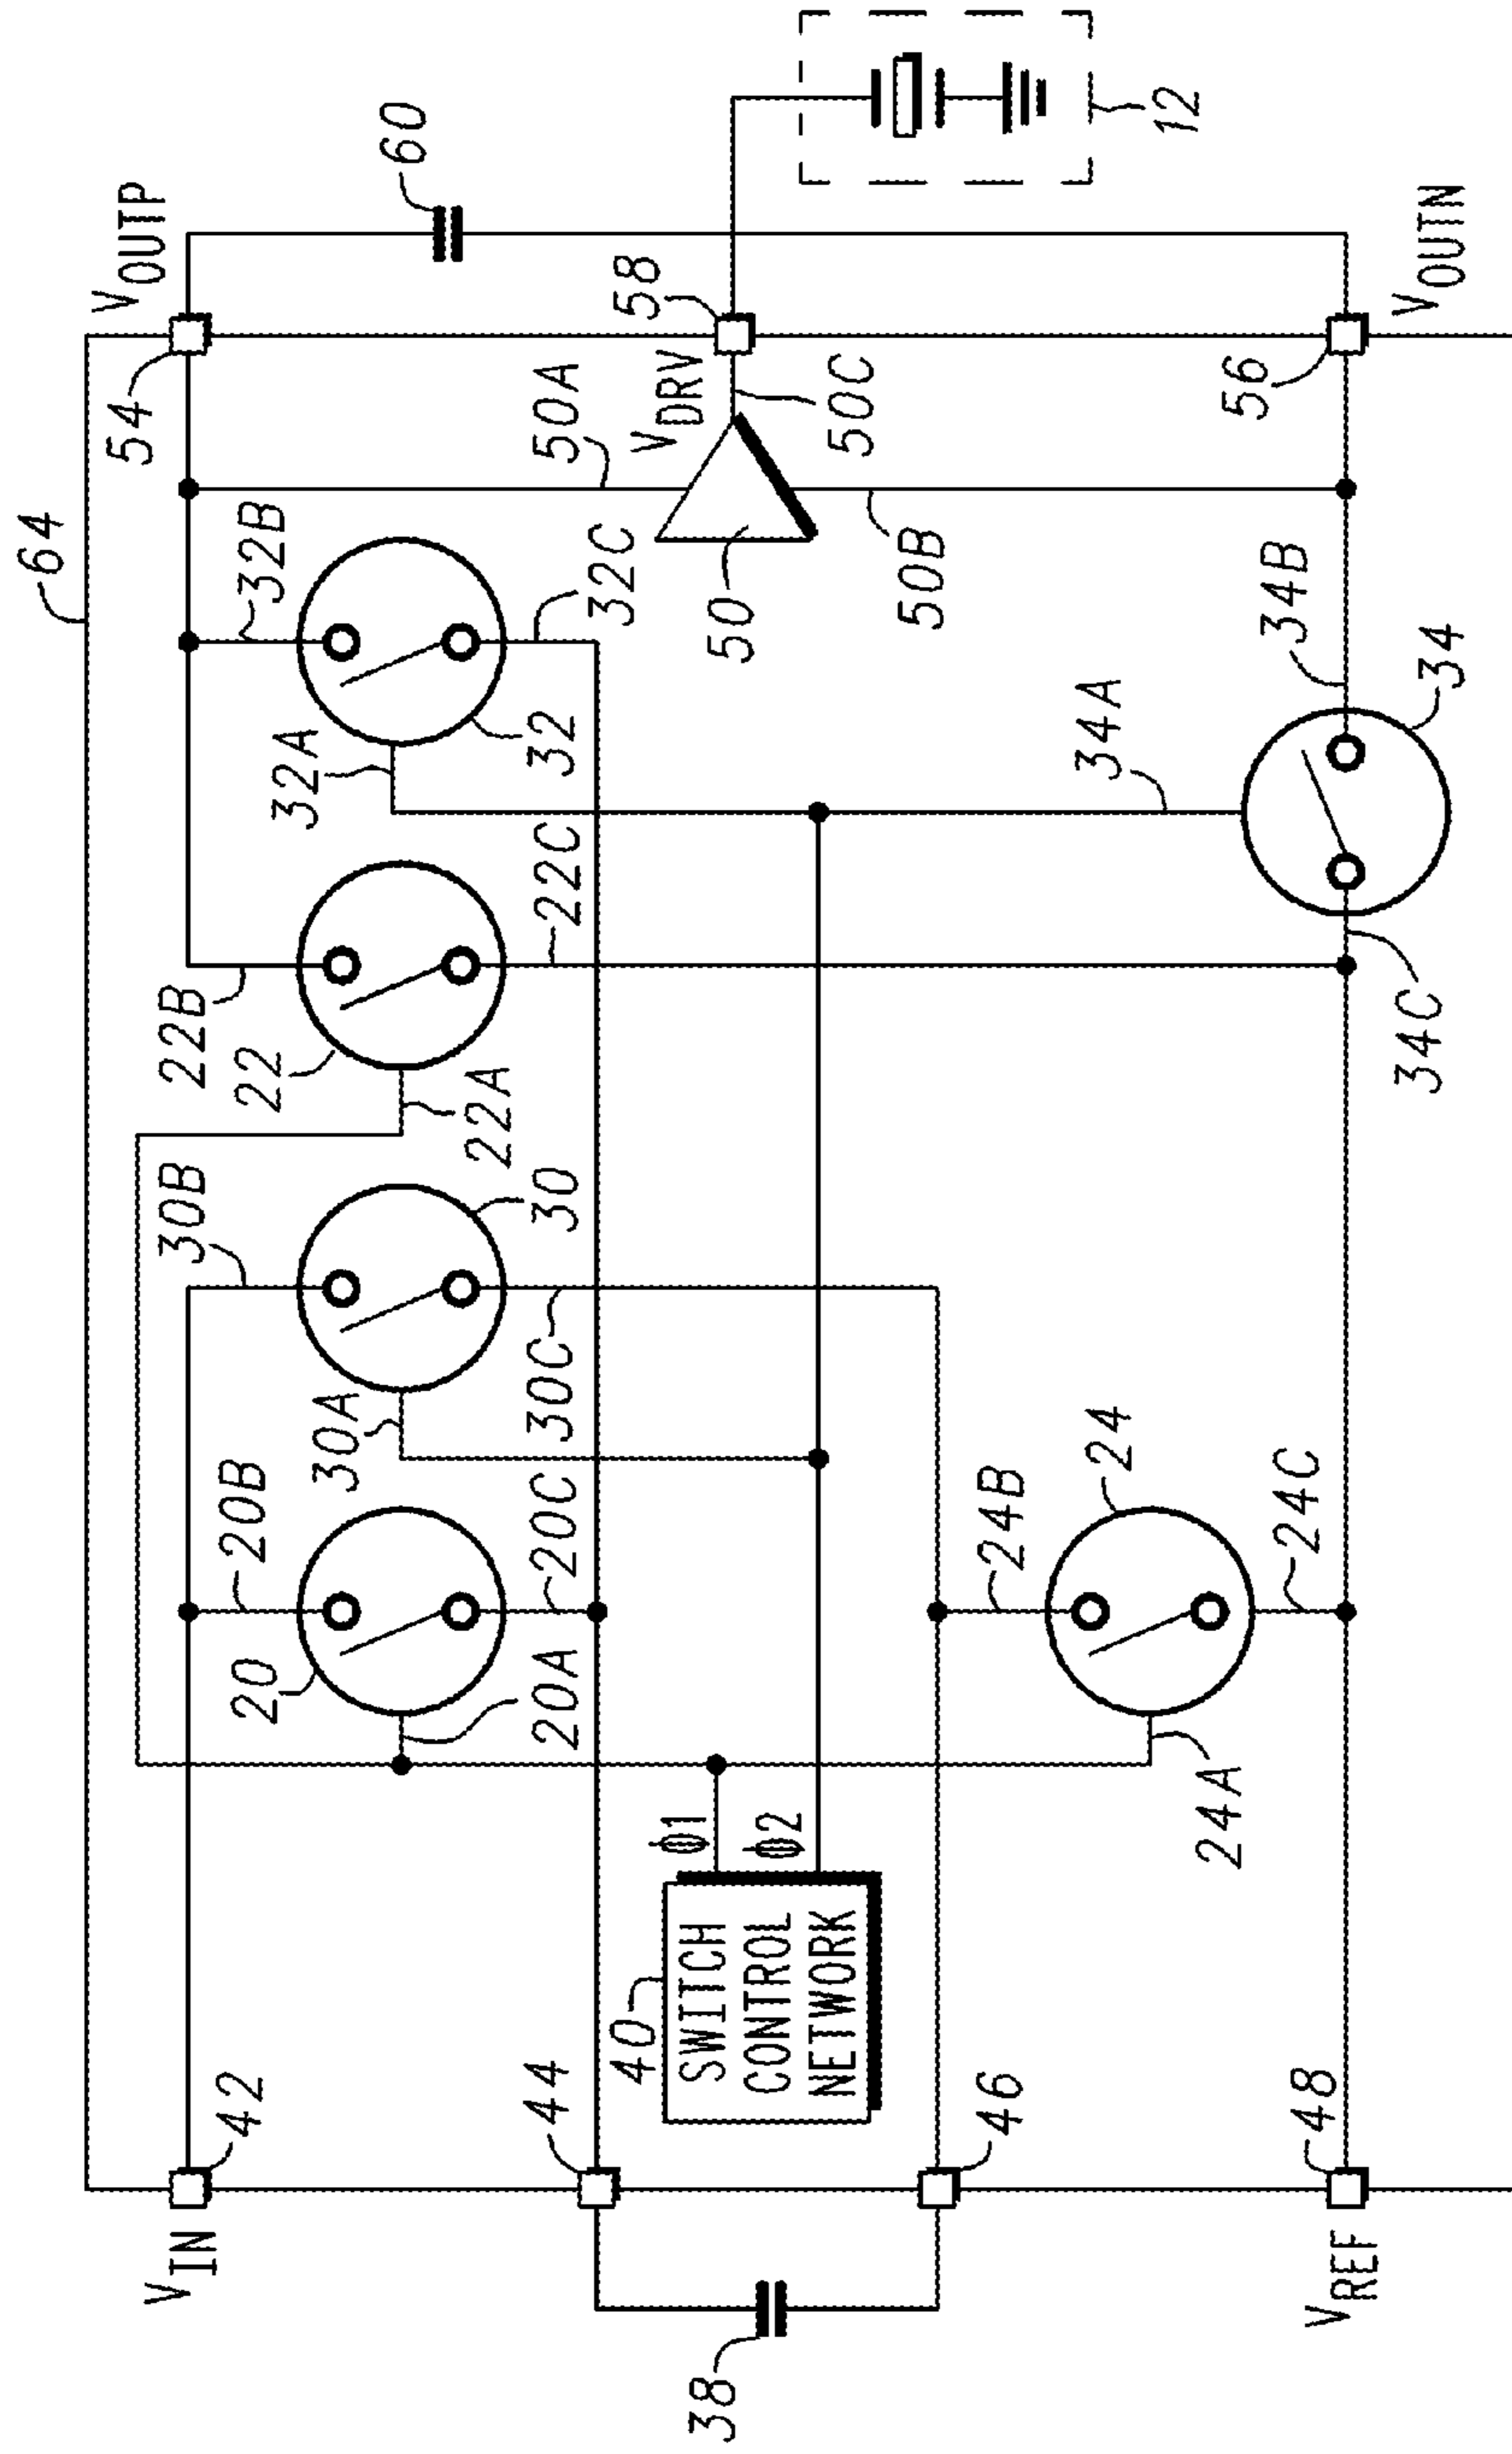 64
V_IN
42
44
46
48
V_REF
38
40
SWITCH
CONTROL
NETWORK
ϕ1
ϕ2
20
20A
20B
20C
30
30A
30B
30C
22
22A
22B
22C
32
32A
32B
32C
24
24A
24B
24C
34
34A
34B
34C
50
50A
50B
50C
V_DRV
54
V_OUTP
58
56
V_OUTN
60
12